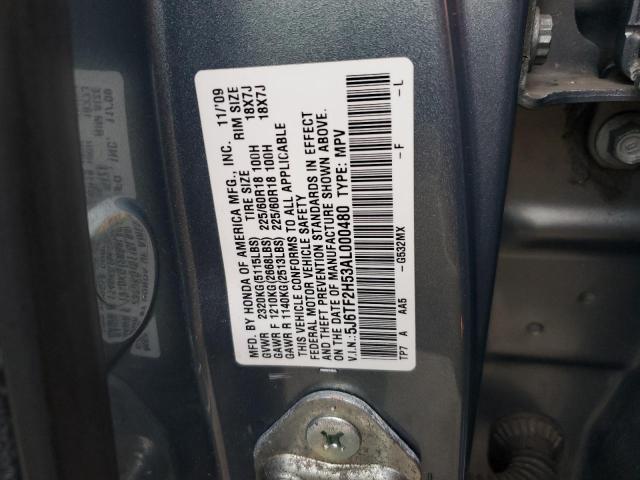 MFD. BY HONDA OF AMERICA MFG., INC. 11/'09
GVWR 2320KG(5115LBS) TIRE SIZE RIM SIZE
GAWR F 1210KG(2668LBS) 225/60R18 100H 18X7J
GAWR R 1140KG(2513LBS) 225/60R18 100H 18X7J
THIS VEHICLE CONFORMS TO ALL APPLICABLE
FEDERAL MOTOR VEHICLE SAFETY
AND THEFT PREVENTION STANDARDS IN EFFECT
ON THE DATE OF MANUFACTURE SHOWN ABOVE.
V.I.N.:5J6TF2H53AL000480 TYPE: MPV
TP7 A AA5 -G532MX -F -L